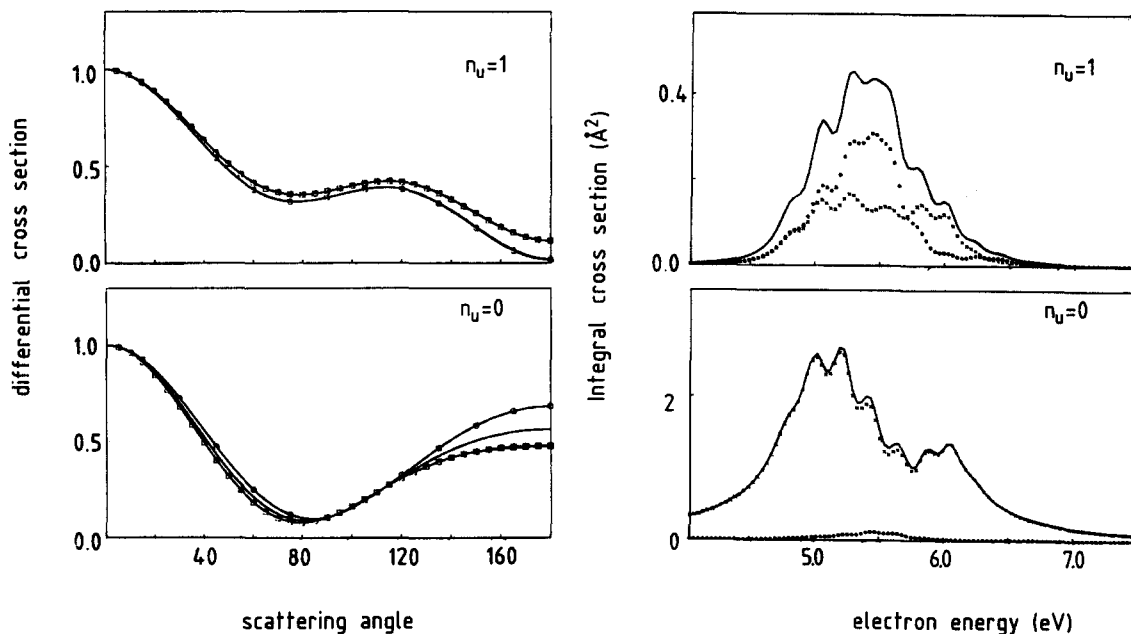 differential cross section
n_u=1
1.0
0.5
0.0
n_u=0
1.0
0.5
0.0
40
80
120
160
scattering angle
Integral cross section (Å²)
n_u=1
0.4
0.0
n_u=0
2
0
5.0
6.0
7.0
electron energy (eV)